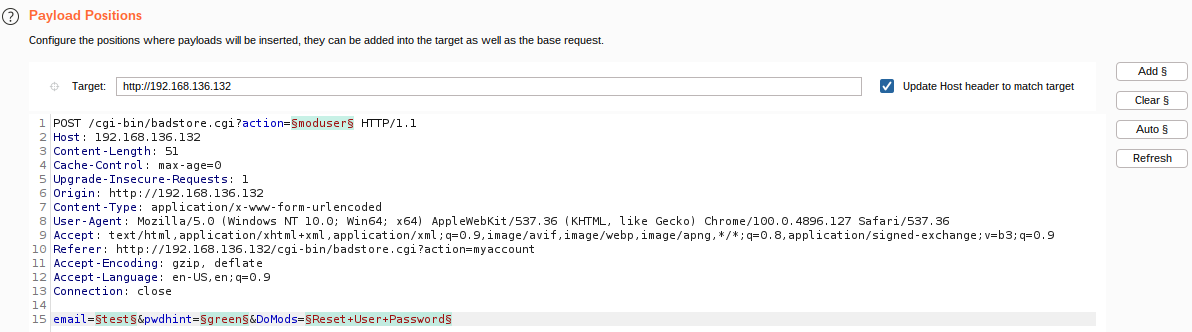 ? Payload Positions
Configure the positions where payloads will be inserted, they can be added into the target as well as the base request.
Target: http://192.168.136.132 Update Host header to match target
Add §
Clear §
Auto §
Refresh
1 POST /cgi-bin/badstore.cgi?action=§moduser§ HTTP/1.1
2 Host: 192.168.136.132
3 Content-Length: 51
4 Cache-Control: max-age=0
5 Upgrade-Insecure-Requests: 1
6 Origin: http://192.168.136.132
7 Content-Type: application/x-www-form-urlencoded
8 User-Agent: Mozilla/5.0 (Windows NT 10.0; Win64; x64) AppleWebKit/537.36 (KHTML, like Gecko) Chrome/100.0.4896.127 Safari/537.36
9 Accept: text/html,application/xhtml+xml,application/xml;q=0.9,image/avif,image/webp,image/apng,*/*;q=0.8,application/signed-exchange;v=b3;q=0.9
10 Referer: http://192.168.136.132/cgi-bin/badstore.cgi?action=myaccount
11 Accept-Encoding: gzip, deflate
12 Accept-Language: en-US,en;q=0.9
13 Connection: close
14
15 email=§test§&pwdhint=§green§&DoMods=§Reset+User+Password§